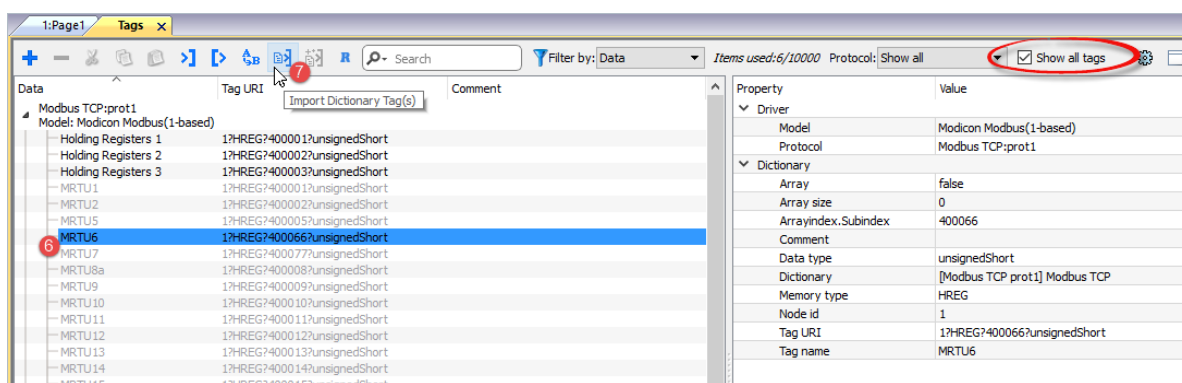 1:Page1 Tags x
R Search Filter by: Data Items used:6/10000 Protocol: Show all Show all tags
7
Import Dictionary Tag(s)
Data Tag URI Comment
Modbus TCP:prot1
Model: Modicon Modbus(1-based)
Holding Registers 1 1?HREG?400001?unsignedShort
Holding Registers 2 1?HREG?400002?unsignedShort
Holding Registers 3 1?HREG?400003?unsignedShort
MRTU1 1?HREG?400001?unsignedShort
MRTU2 1?HREG?400002?unsignedShort
MRTU5 1?HREG?400005?unsignedShort
MRTU6 1?HREG?400066?unsignedShort
6
MRTU7 1?HREG?400077?unsignedShort
MRTU8a 1?HREG?400008?unsignedShort
MRTU9 1?HREG?400009?unsignedShort
MRTU10 1?HREG?400010?unsignedShort
MRTU11 1?HREG?400011?unsignedShort
MRTU12 1?HREG?400012?unsignedShort
MRTU13 1?HREG?400013?unsignedShort
MRTU14 1?HREG?400014?unsignedShort
Property Value
Driver
Model Modicon Modbus(1-based)
Protocol Modbus TCP:prot1
Dictionary
Array false
Array size 0
Arrayindex.Subindex 400066
Comment
Data type unsignedShort
Dictionary [Modbus TCP prot1] Modbus TCP
Memory type HREG
Node id 1
Tag URI 1?HREG?400066?unsignedShort
Tag name MRTU6